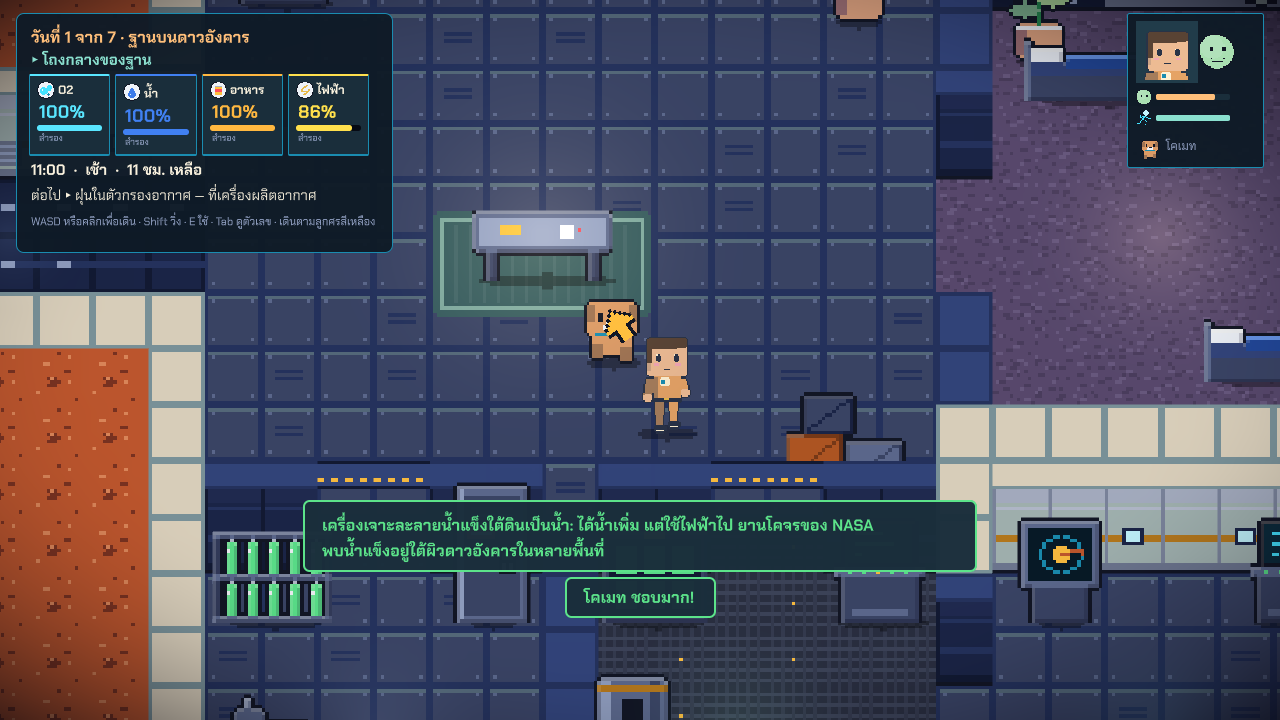 วันที่ 1 จาก 7 · ฐานบนดาวอังคาร
‣ โถงกลางของฐาน
O2
100%
สำรอง
น้ำ
100%
สำรอง
อาหาร
100%
สำรอง
ไฟฟ้า
86%
สำรอง
11:00 · เช้า · 11 ชม. เหลือ
ต่อไป ‣ ฝุ่นในตัวกรองอากาศ — ที่เครื่องผลิตอากาศ
WASD หรือคลิกเพื่อเดิน · Shift วิ่ง · E ใช้ · Tab ดูตัวเลข · เดินตามลูกศรสีเหลือง
โคเมท
เครื่องเจาะละลายน้ำแข็งใต้ดินเป็นน้ำ: ได้น้ำเพิ่ม แต่ใช้ไฟฟ้าไป ยานโคจรของ NASA
พบน้ำแข็งอยู่ใต้ผิวดาวอังคารในหลายพื้นที่
โคเมท ชอบมาก!